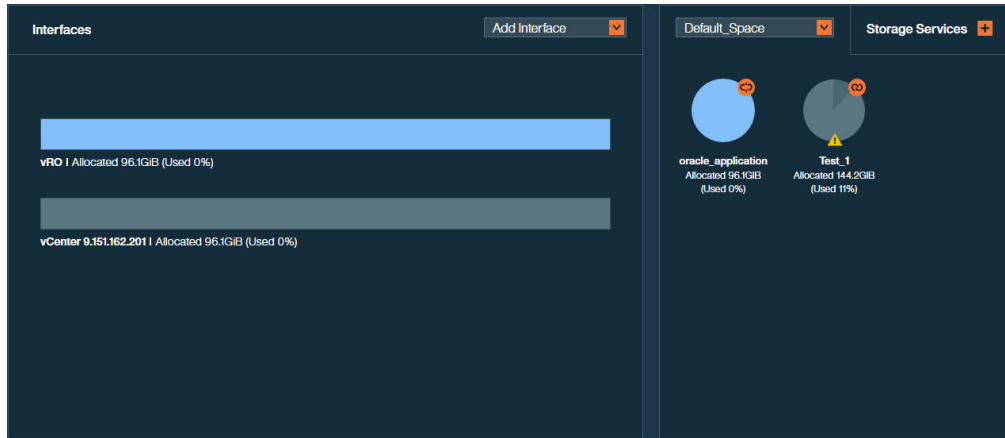 Interfaces
Add Interface
vRO | Allocated 96.1GiB (Used 0%)
vCenter 9.151.162.201 | Allocated 96.1GiB (Used 0%)
Default_Space
Storage Services
oracle_application
Allocated 96.1GiB
(Used 0%)
Test_1
Allocated 144.2GiB
(Used 11%)